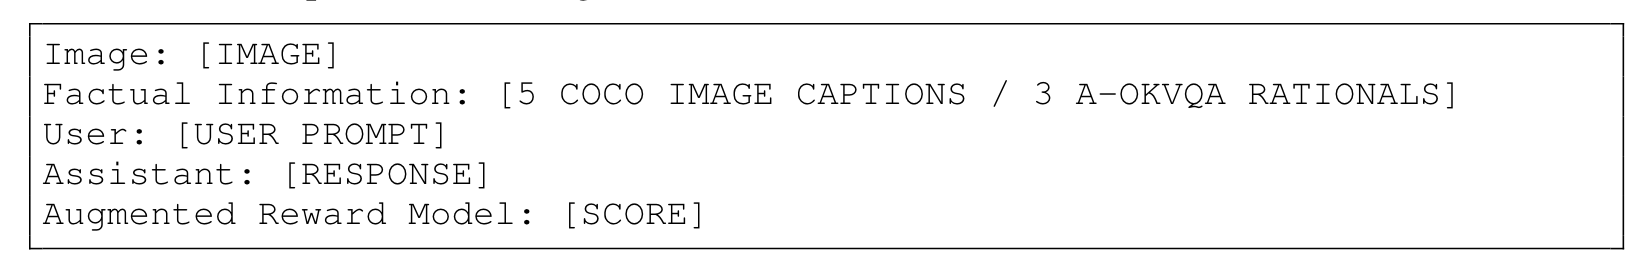 Image: [IMAGE]
Factual Information: [5 COCO IMAGE CAPTIONS / 3 A-OKVQA RATIONALS]
User: [USER PROMPT]
Assistant: [RESPONSE]
Augmented Reward Model: [SCORE]